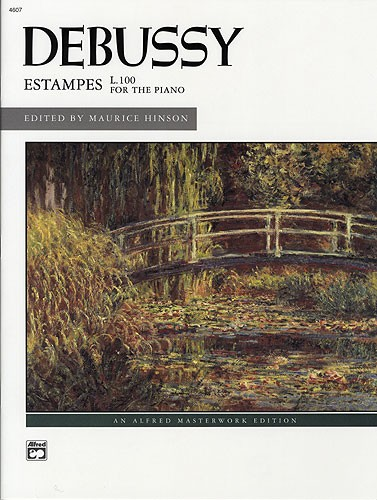 4607
DEBUSSY
ESTAMPES L.100
FOR THE PIANO
EDITED BY MAURICE HINSON
AN ALFRED MASTERWORK EDITION
Alfred